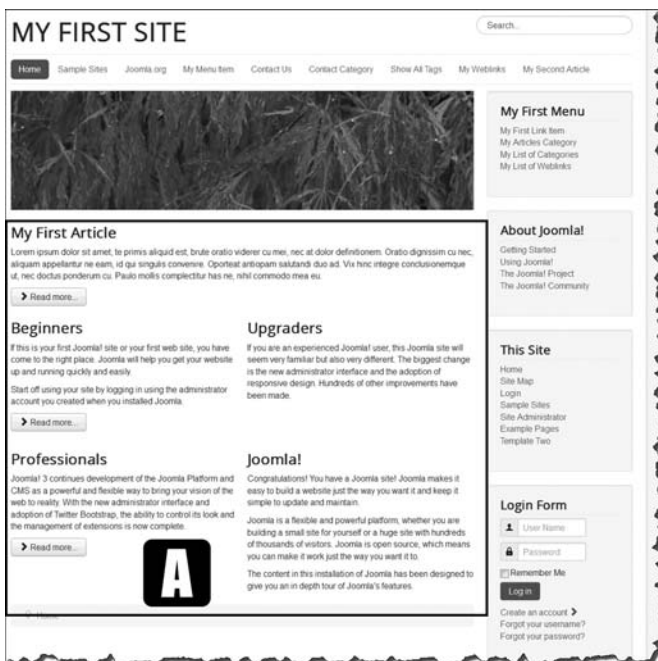 MY FIRST SITE
Search...
Home Sample Sites Joomla.org My Menu Item Contact Us Contact Category Show All Tags My Weblinks My Second Article
My First Article
Lorem ipsum dolor sit amet, te primis aliquid est, brute oratio viderer cu mei, nec at dolor definitionem. Oratio dignissim cu nec,
aliquam appellantur ne eam, id qui singulis convenire. Oporteat antiopam salutandi duo ad. Vix hinc integre conclusionemque
ut, nec doctus ponderum cu. Paulo mollis complectitur has ne, nihil commodo mea eu.
Read more...
Beginners
If this is your first Joomla! site or your first web site, you have
come to the right place. Joomla will help you get your website
up and running quickly and easily.
Start off using your site by logging in using the administrator
account you created when you installed Joomla.
Read more...
Upgraders
If you are an experienced Joomla! user, this Joomla site will
seem very familiar but also very different. The biggest change
is the new administrator interface and the adoption of
responsive design. Hundreds of other improvements have
been made.
Professionals
Joomla! 3 continues development of the Joomla Platform and
CMS as a powerful and flexible way to bring your vision of the
web to reality. With the new administrator interface and
adoption of Twitter Bootstrap, the ability to control its look and
the management of extensions is now complete.
Read more...
Joomla!
Congratulations! You have a Joomla site! Joomla makes it
easy to build a website just the way you want it and keep it
simple to update and maintain.
Joomla is a flexible and powerful platform, whether you are
building a small site for yourself or a huge site with hundreds
of thousands of visitors. Joomla is open source, which means
you can make it work just the way you want it to.
The content in this installation of Joomla has been designed to
give you an in depth tour of Joomla's features.
A
Home
My First Menu
My First Link Item
My Articles Category
My List of Categories
My List of Weblinks
About Joomla!
Getting Started
Using Joomla!
The Joomla! Project
The Joomla! Community
This Site
Home
Site Map
Login
Sample Sites
Site Administrator
Example Pages
Template Two
Login Form
User Name
Password
Remember Me
Log in
Create an account
Forgot your username?
Forgot your password?